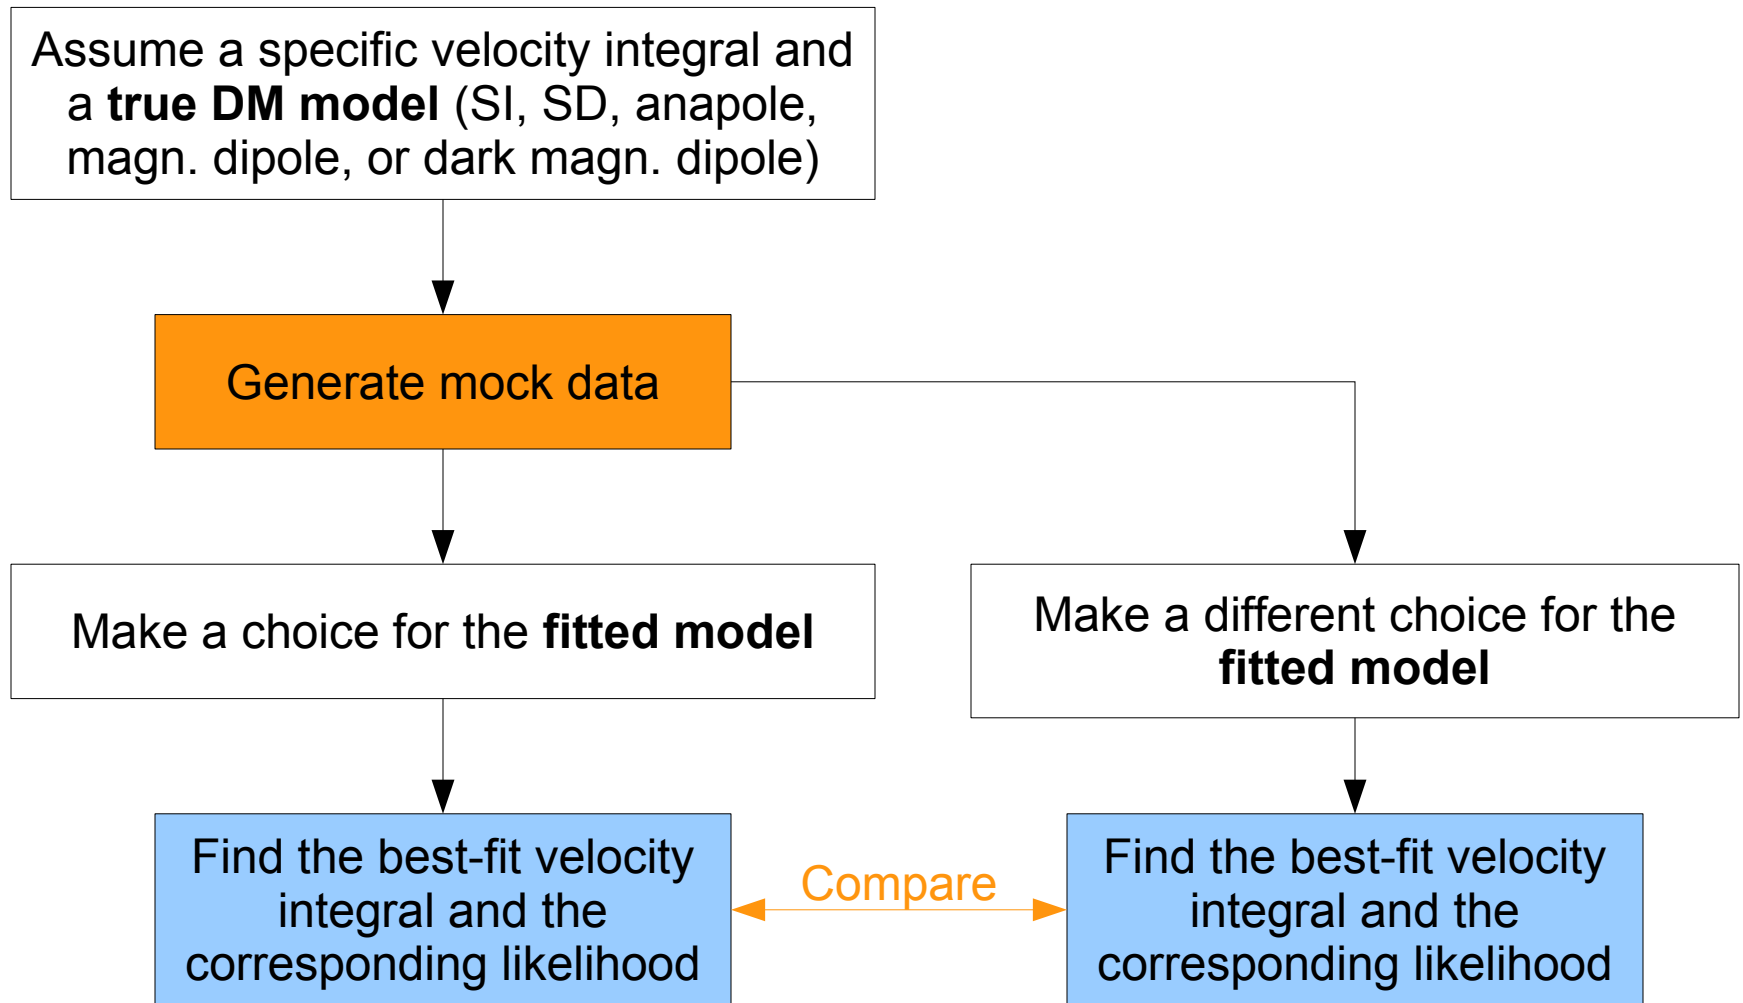 Assume a specific velocity integral and
a true DM model (SI, SD, anapole,
magn. dipole, or dark magn. dipole)
Generate mock data
Make a choice for the fitted model
Make a different choice for the
fitted model
Find the best-fit velocity
integral and the
corresponding likelihood
Compare
Find the best-fit velocity
integral and the
corresponding likelihood